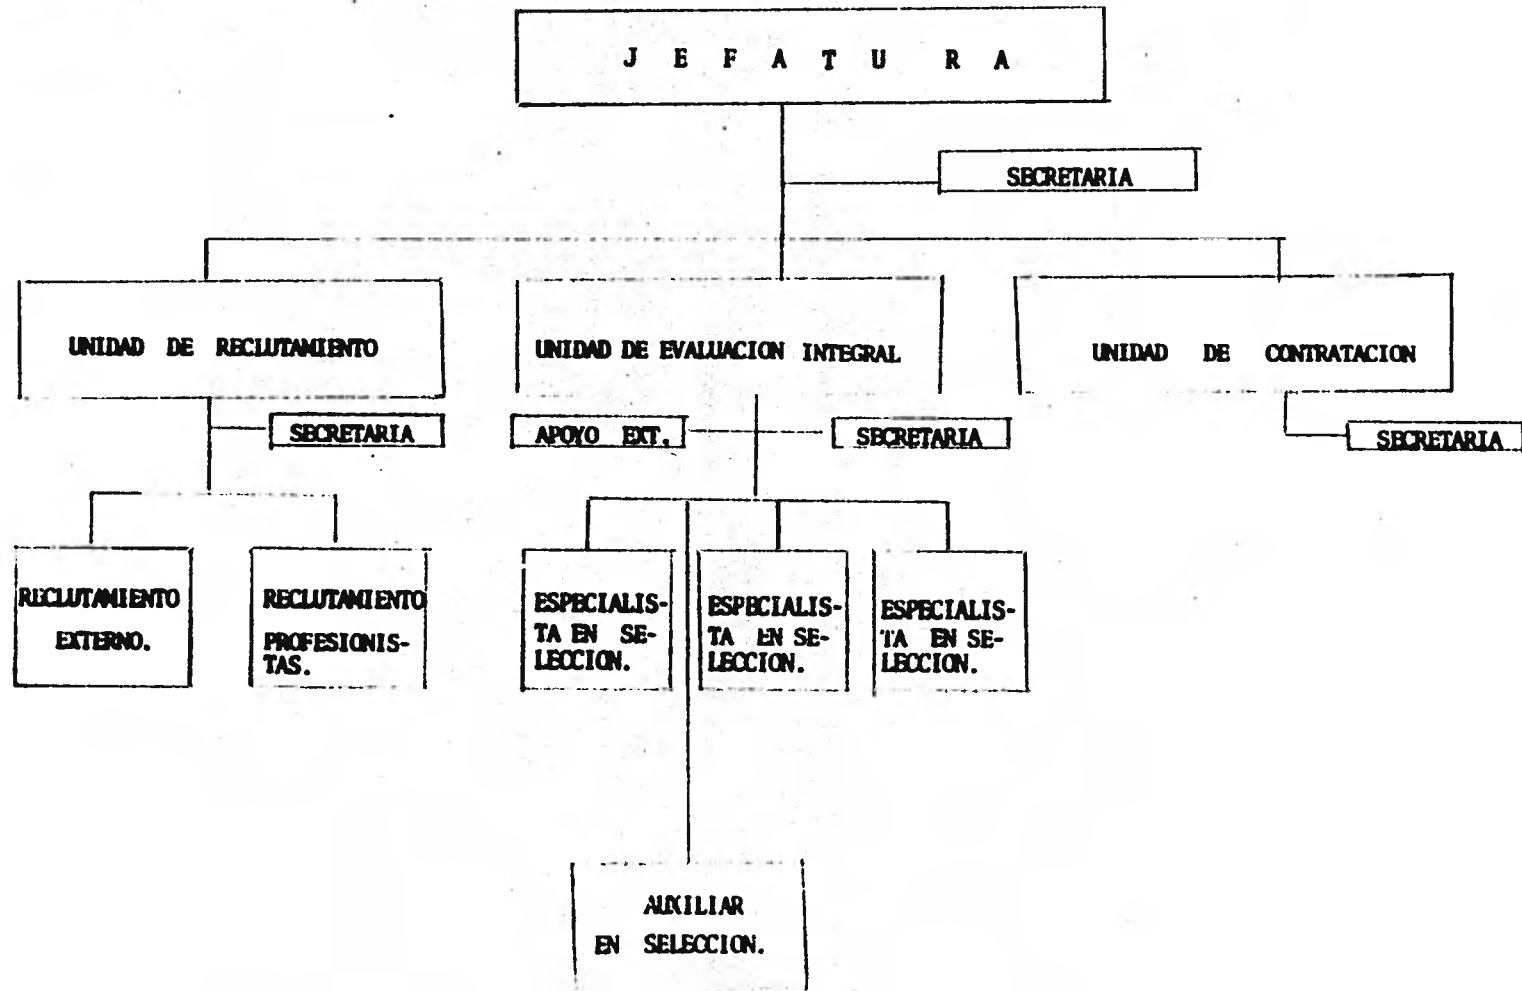 J E F A T U R A
SECRETARIA
UNIDAD DE RECLUTAMIENTO
UNIDAD DE EVALUACION INTEGRAL
UNIDAD DE CONTRATACION
SECRETARIA
APOYO EXT.
SECRETARIA
SECRETARIA
RECLUTAMIENTO
EXTERNO.
RECLUTAMIENTO
PROFESIONIS-
TAS.
ESPECIALIS-
TA EN SE-
LECCION.
ESPECIALIS-
TA EN SE-
LECCION.
ESPECIALIS-
TA EN SE-
LECCION.
AUXILIAR
EN SELECCION.